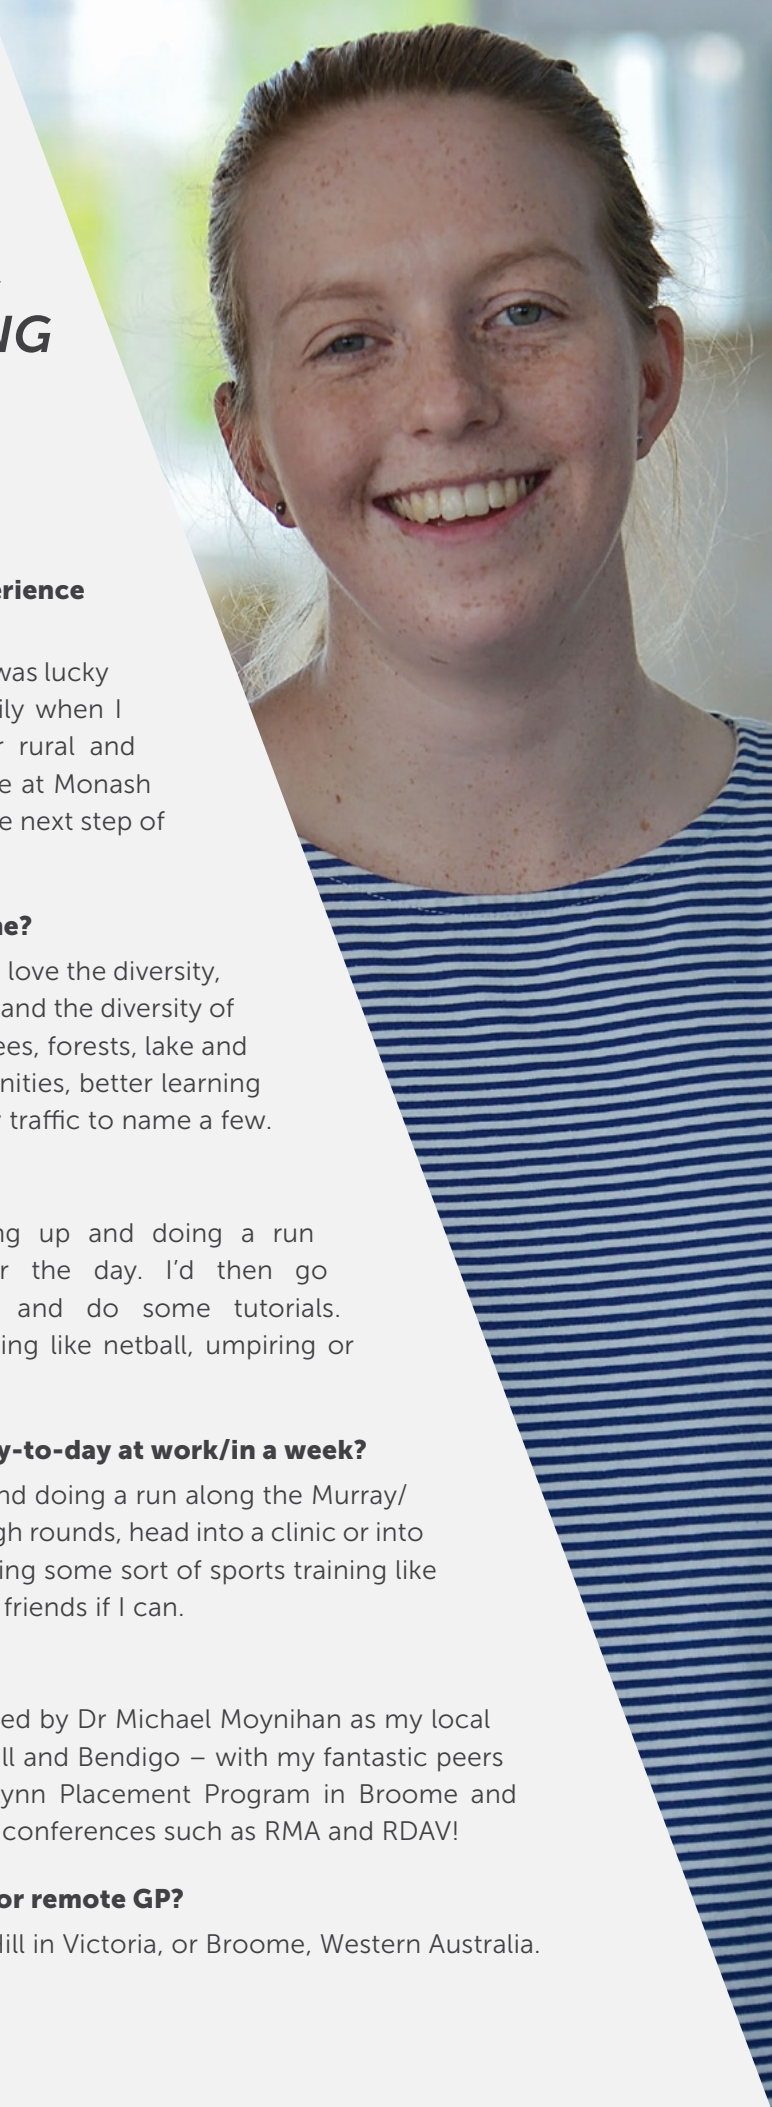 NG
erience
was lucky
ily when I
r rural and
e at Monash
e next step of
ne?
love the diversity,
and the diversity of
ees, forests, lake and
nities, better learning
traffic to name a few.
ng up and doing a run
r the day. I’d then go
and do some tutorials.
ing like netball, umpiring or
y-to-day at work/in a week?
nd doing a run along the Murray/
gh rounds, head into a clinic or into
ing some sort of sports training like
friends if I can.
ed by Dr Michael Moynihan as my local
ll and Bendigo – with my fantastic peers
ynn Placement Program in Broome and
conferences such as RMA and RDAV!
or remote GP?
Hill in Victoria, or Broome, Western Australia.